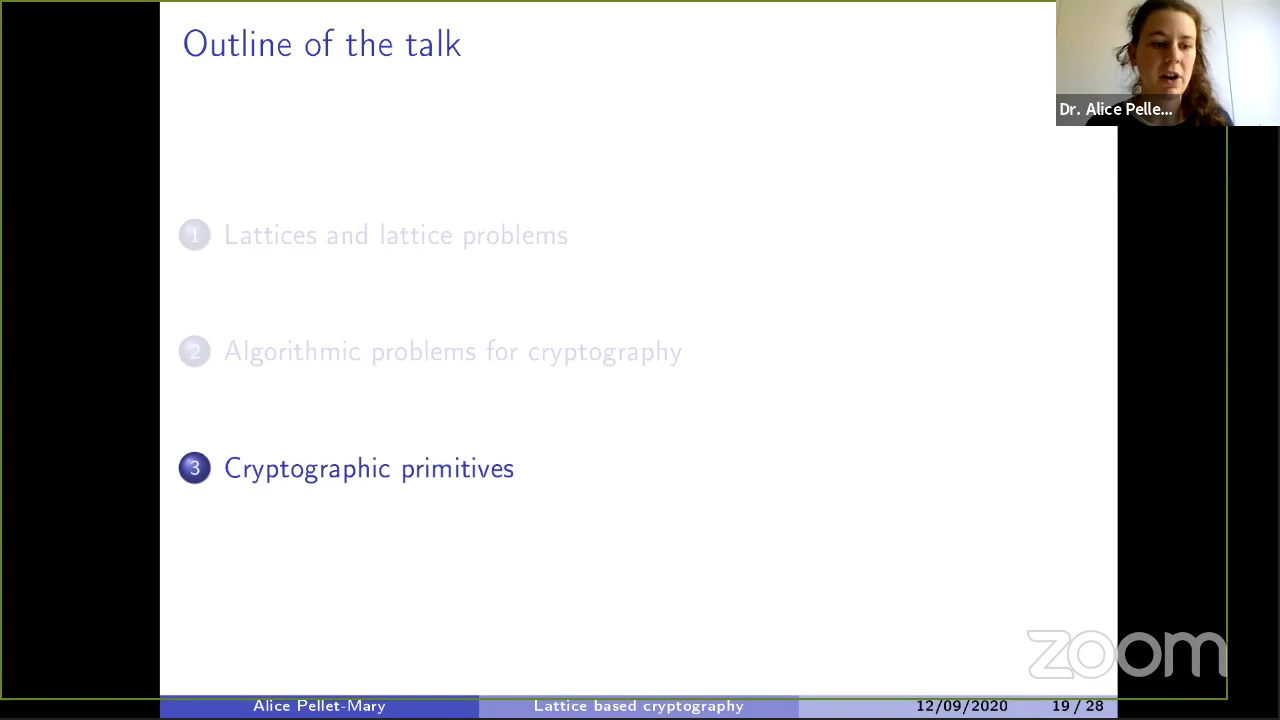 Outline of the talk
Dr. Alice Pelle...
1 Lattices and lattice problems
2 Algorithmic problems for cryptography
3 Cryptographic primitives
zoom
Alice Pellet-Mary Lattice based cryptography 12/09/2020 19 / 28